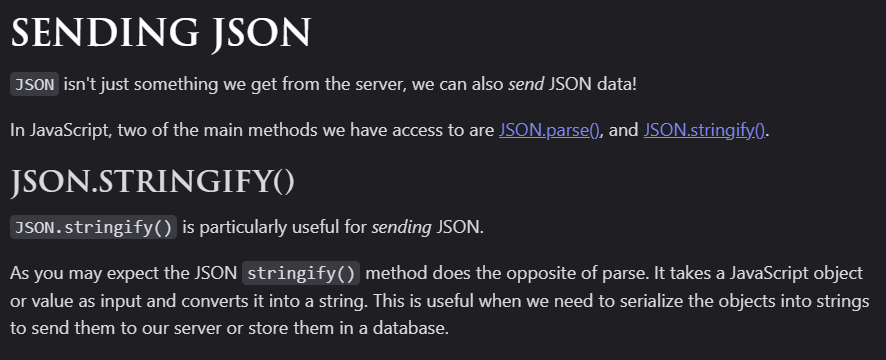 SENDING JSON
JSON isn't just something we get from the server, we can also send JSON data!
In JavaScript, two of the main methods we have access to are JSON.parse(), and JSON.stringify().
JSON.STRINGIFY()
JSON.stringify() is particularly useful for sending JSON.
As you may expect the JSON stringify() method does the opposite of parse. It takes a JavaScript object
or value as input and converts it into a string. This is useful when we need to serialize the objects into strings
to send them to our server or store them in a database.